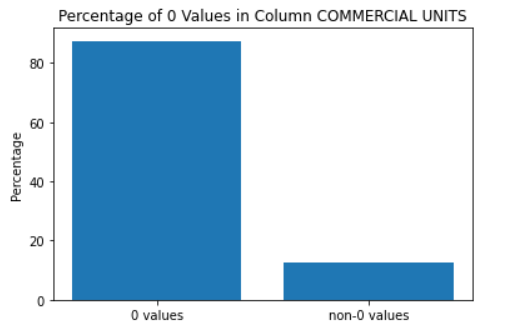 Percentage of 0 Values in Column COMMERCIAL UNITS
Percentage
80
60
40
20
0
0 values
non-0 values